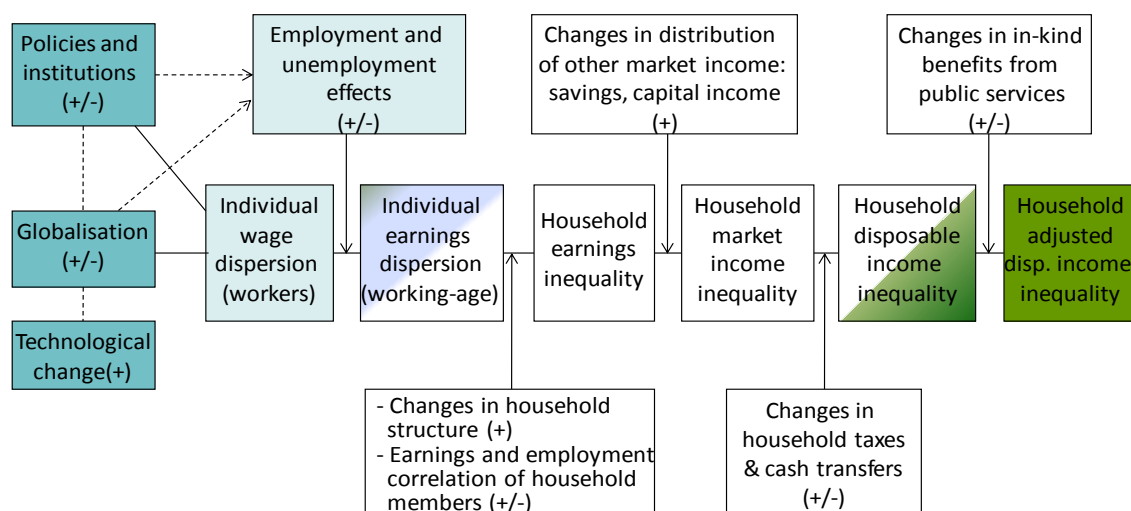 Policies and
institutions
(+/-)
Employment and
unemployment
effects
(+/-)
Changes in distribution
of other market income:
savings, capital income
(+)
Changes in in-kind
benefits from
public services
(+/-)
Globalisation
(+/-)
Individual
wage
dispersion
(workers)
Individual
earnings
dispersion
(working-age)
Household
earnings
inequality
Household
market
income
inequality
Household
disposable
income
inequality
Household
adjusted
disp. income
inequality
Technological
change(+)
- Changes in household
structure (+)
- Earnings and employment
correlation of household
members (+/-)
Changes in
household taxes
& cash transfers
(+/-)